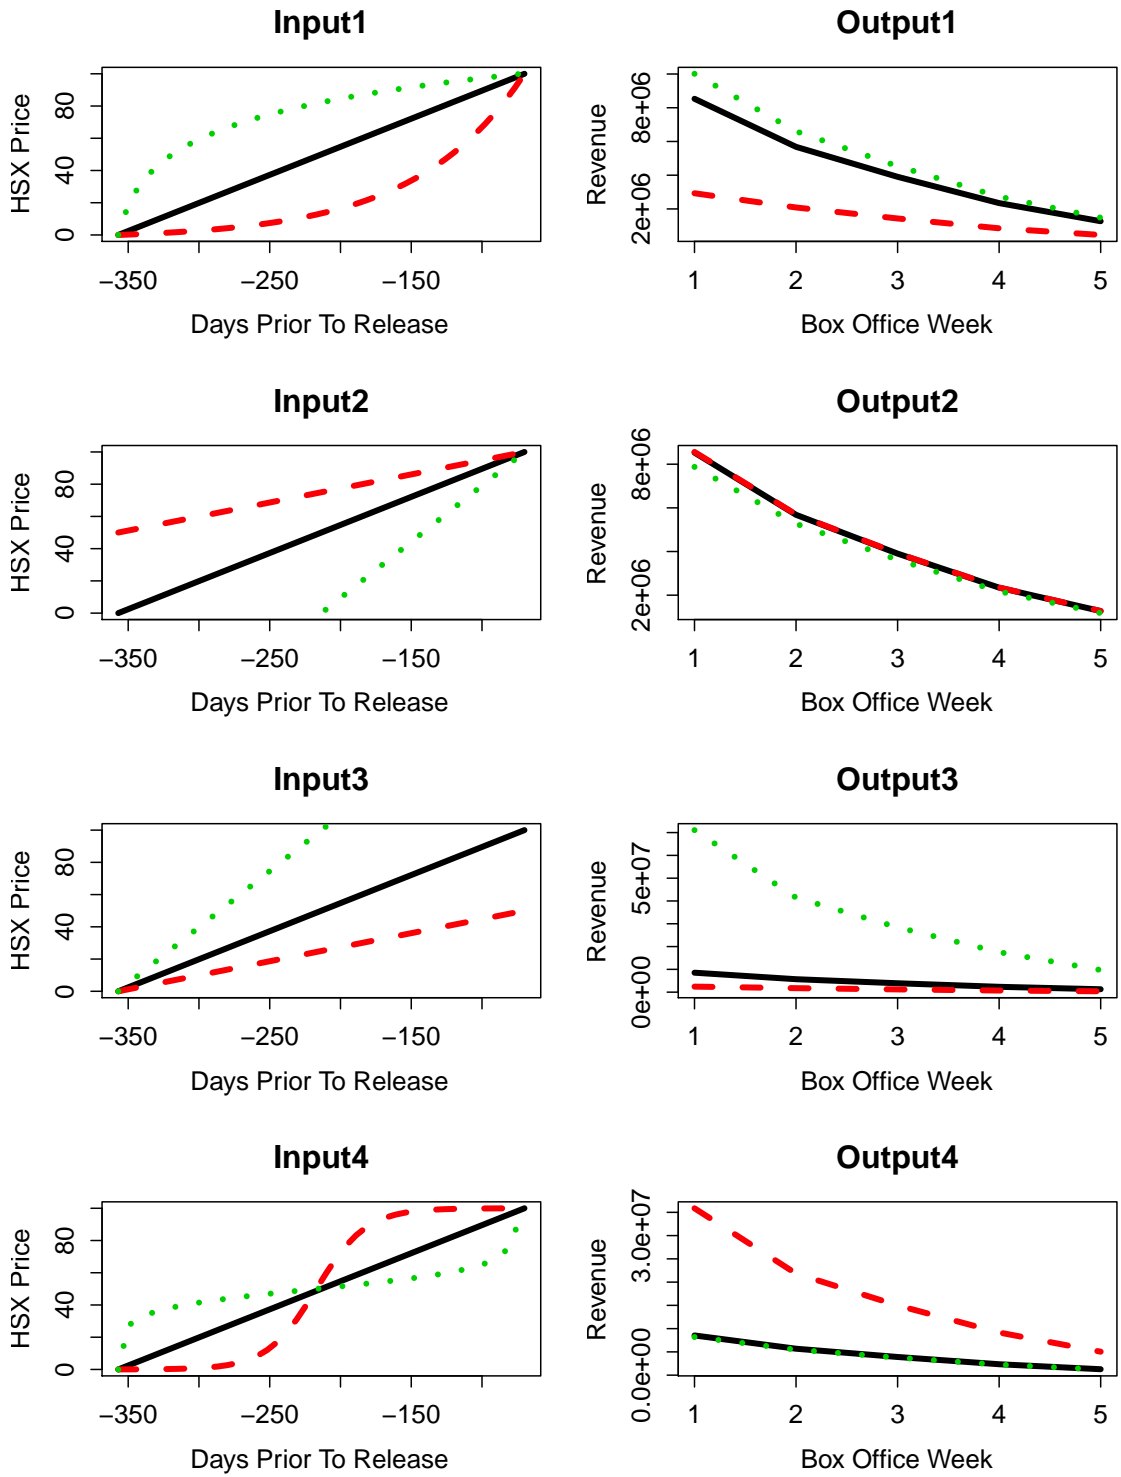 Input1
Output1
HSX Price
0 40 80
−350 −250 −150
Days Prior To Release
Revenue
2e+06 8e+06
1 2 3 4 5
Box Office Week
Input2
Output2
HSX Price
0 40 80
−350 −250 −150
Days Prior To Release
Revenue
2e+06 8e+06
1 2 3 4 5
Box Office Week
Input3
Output3
HSX Price
0 40 80
−350 −250 −150
Days Prior To Release
Revenue
0e+00 5e+07
1 2 3 4 5
Box Office Week
Input4
Output4
HSX Price
0 40 80
−350 −250 −150
Days Prior To Release
Revenue
0.0e+00 3.0e+07
1 2 3 4 5
Box Office Week